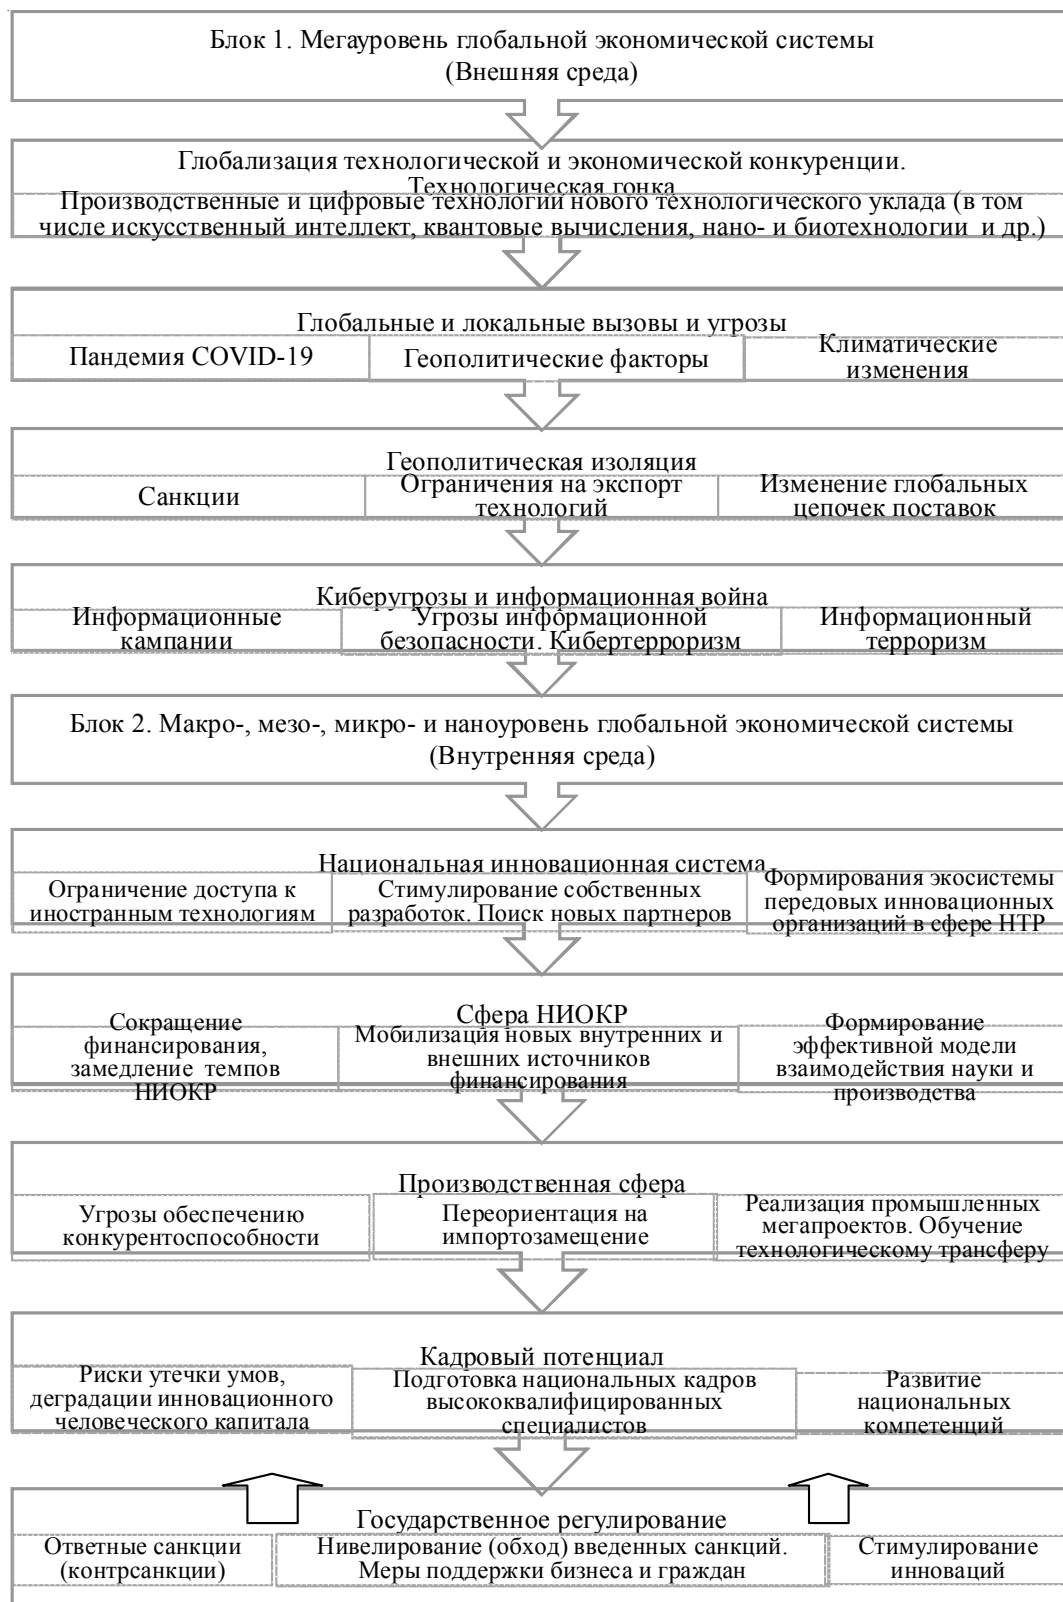 Блок 1. Мегауровень глобальной экономической системы
(Внешняя среда)
Глобализация технологической и экономической конкуренции.
Технологическая гонка
Производственные и цифровые технологии нового технологического уклада (в том
числе искусственный интеллект, квантовые вычисления, нано- и биотехнологии и др.)
Глобальные и локальные вызовы и угрозы
Пандемия COVID-19
Геополитические факторы
Климатические
изменения
Геополитическая изоляция
Санкции
Ограничения на экспорт
технологий
Изменение глобальных
цепочек поставок
Киберугрозы и информационная война
Информационные
кампании
Угрозы информационной
безопасности. Кибертерроризм
Информационный
терроризм
Блок 2. Макро-, мезо-, микро- и наноуровень глобальной экономической системы
(Внутренняя среда)
Национальная инновационная система
Ограничение доступа к
иностранным технологиям
Стимулирование собственных
разработок. Поиск новых партнеров
Формирования экосистемы
передовых инновационных
организаций в сфере НТР
Сфера НИОКР
Сокращение
финансирования,
замедление темпов
НИОКР
Мобилизация новых внутренних и
внешних источников
финансирования
Формирование
эффективной модели
взаимодействия науки и
производства
Производственная сфера
Угрозы обеспечению
конкурентоспособности
Переориентация на
импортозамещение
Реализация промышленных
мегапроектов. Обучение
технологическому трансферу
Кадровый потенциал
Риски утечки умов,
деградации инновационного
человеческого капитала
Подготовка национальных кадров
высококвалифицированных
специалистов
Развитие
национальных
компетенций
Государственное регулирование
Ответные санкции
(контрсанкции)
Нивелирование (обход) введенных санкций.
Меры поддержки бизнеса и граждан
Стимулирование
инноваций